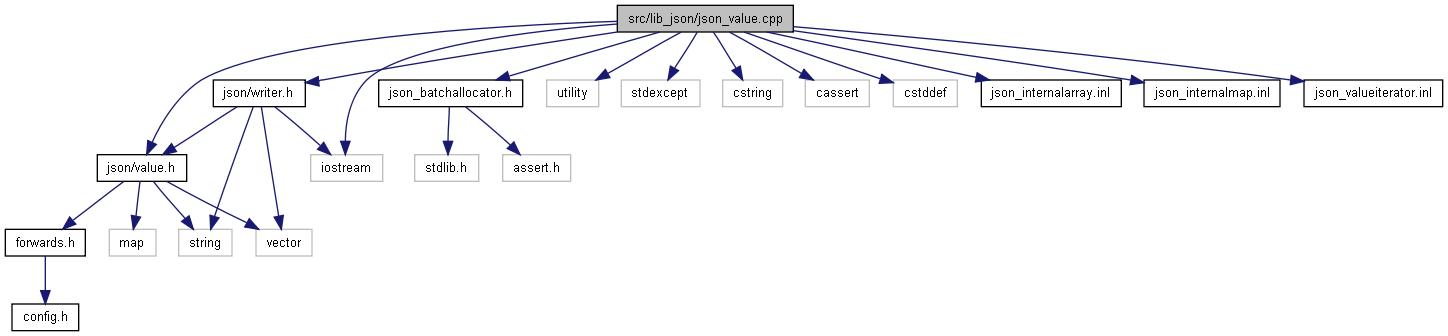 src/lib_json/json_value.cpp
json/writer.h
json_batchallocator.h
utility
stdexcept
cstring
cassert
cstddef
json_internalarray.inl
json_internalmap.inl
json_valueiterator.inl
json/value.h
iostream
stdlib.h
assert.h
forwards.h
map
string
vector
config.h